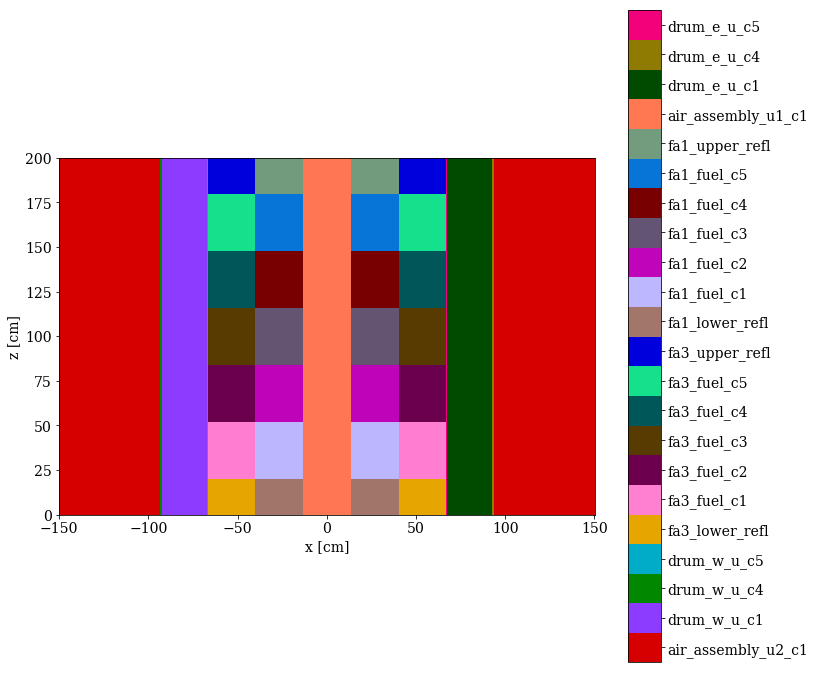 200
175
150
125
100
75
50
25
0
z [cm]
−150
−100
−50
0
50
100
150
x [cm]
drum_e_u_c5
drum_e_u_c4
drum_e_u_c1
air_assembly_u1_c1
fa1_upper_refl
fa1_fuel_c5
fa1_fuel_c4
fa1_fuel_c3
fa1_fuel_c2
fa1_fuel_c1
fa1_lower_refl
fa3_upper_refl
fa3_fuel_c5
fa3_fuel_c4
fa3_fuel_c3
fa3_fuel_c2
fa3_fuel_c1
fa3_lower_refl
drum_w_u_c5
drum_w_u_c4
drum_w_u_c1
air_assembly_u2_c1